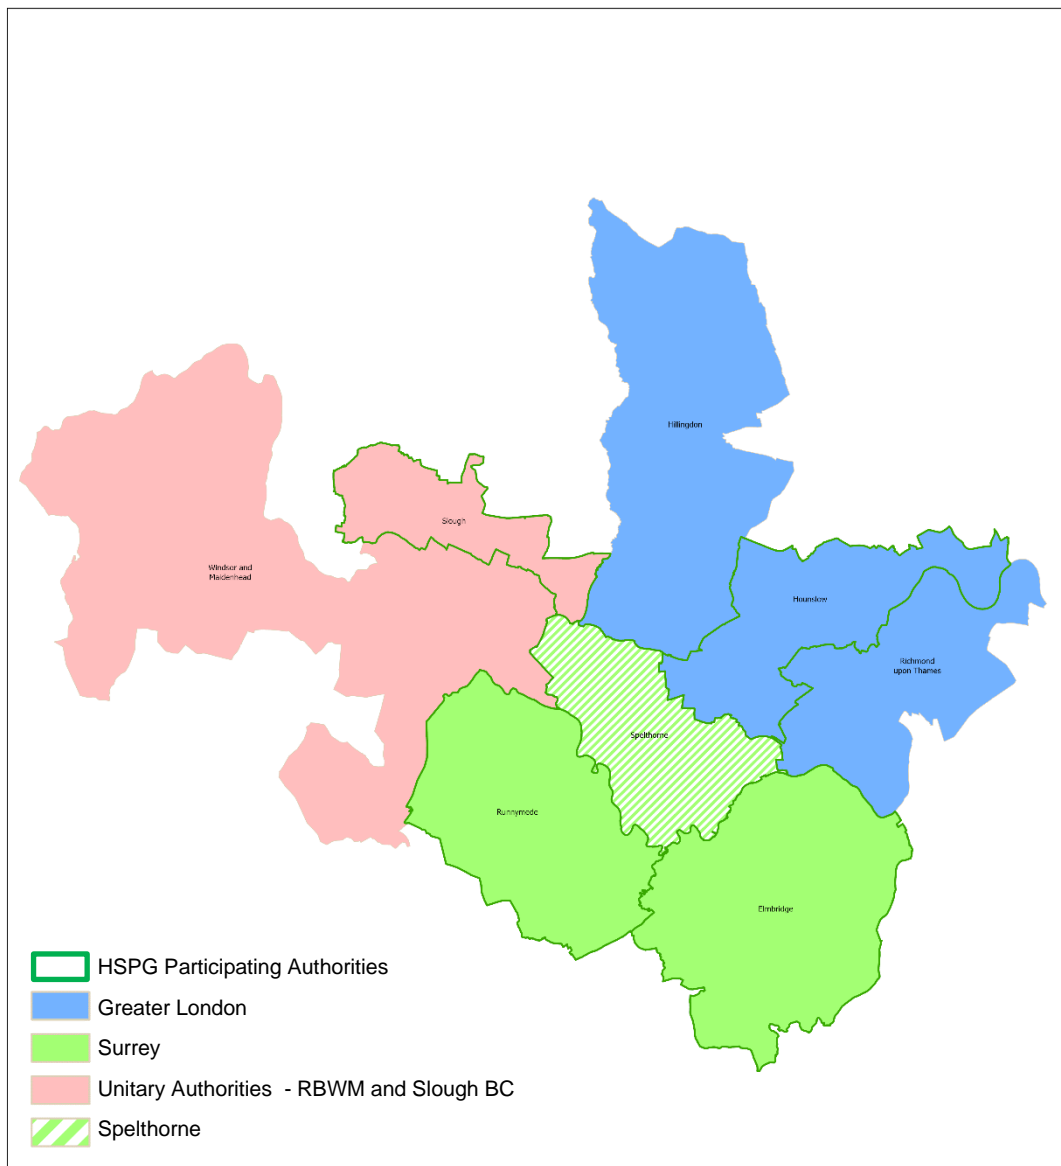 Hillingdon
Slough
Windsor and
Maidenhead
Hounslow
Richmond
upon Thames
Spelthorne
Runnymede
Elmbridge
HSPG Participating Authorities
Greater London
Surrey
Unitary Authorities - RBWM and Slough BC
Spelthorne